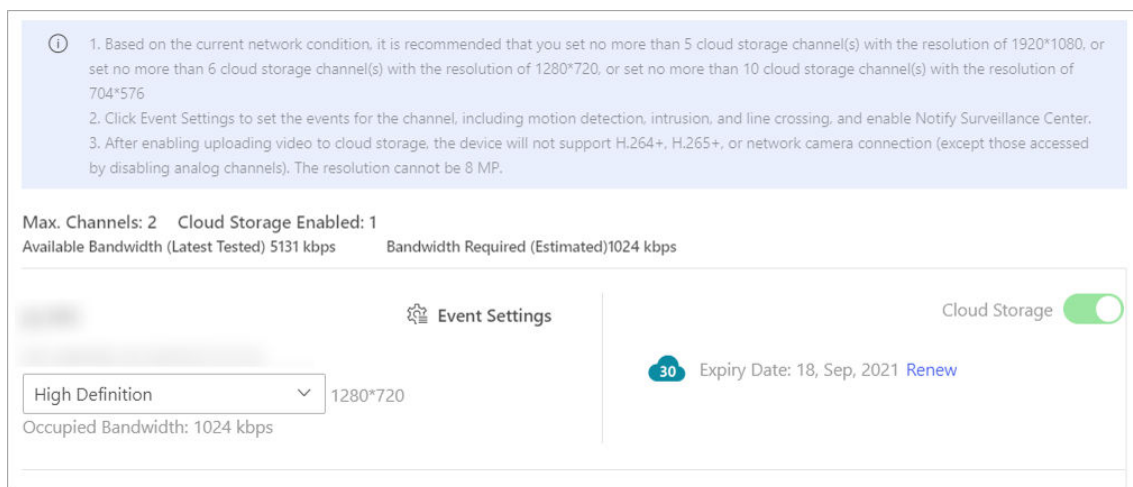 1. Based on the current network condition, it is recommended that you set no more than 5 cloud storage channel(s) with the resolution of 1920*1080, or
set no more than 6 cloud storage channel(s) with the resolution of 1280*720, or set no more than 10 cloud storage channel(s) with the resolution of
704*576
2. Click Event Settings to set the events for the channel, including motion detection, intrusion, and line crossing, and enable Notify Surveillance Center.
3. After enabling uploading video to cloud storage, the device will not support H.264+, H.265+, or network camera connection (except those accessed
by disabling analog channels). The resolution cannot be 8 MP.
Max. Channels: 2 Cloud Storage Enabled: 1
Available Bandwidth (Latest Tested) 5131 kbps Bandwidth Required (Estimated)1024 kbps
Event Settings
Cloud Storage
30 Expiry Date: 18, Sep, 2021 Renew
High Definition 1280*720
Occupied Bandwidth: 1024 kbps